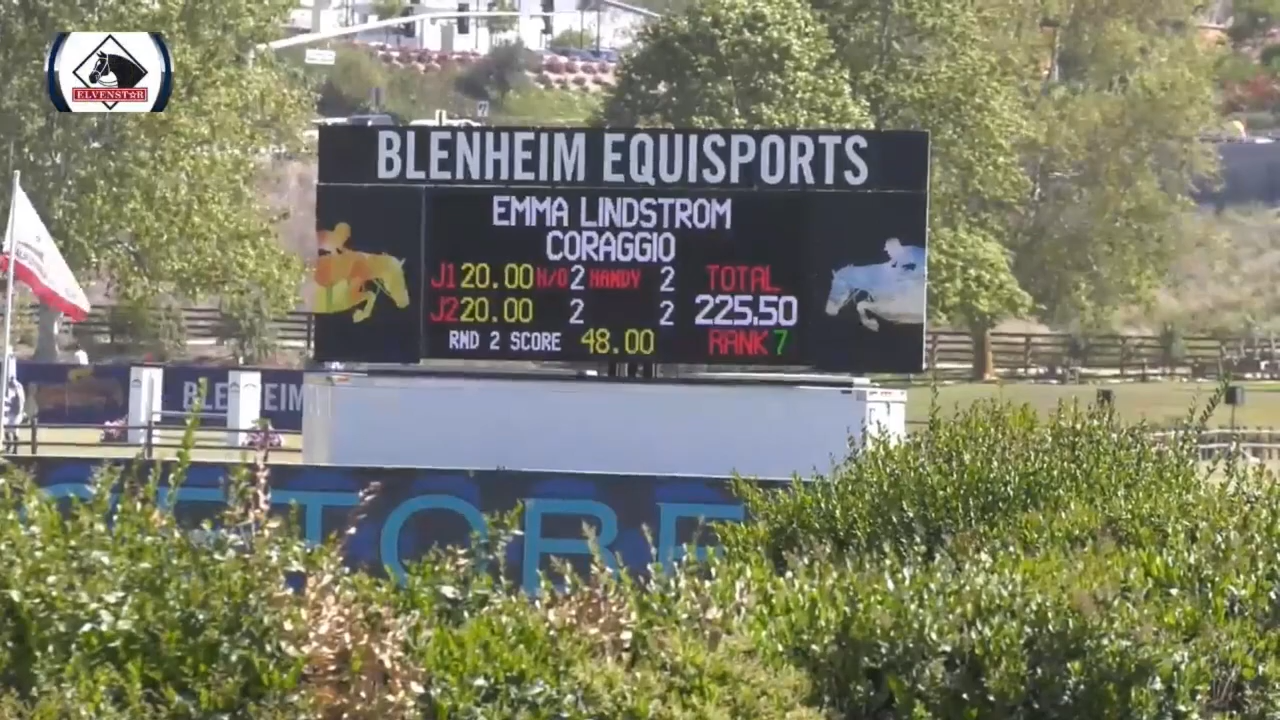 ELVENSTAR
BLENHEIM EQUISPORTS
EMMA LINDSTROM
CORAGGIO
J1 20.00 H/O 2 HANDY 2 TOTAL
J2 20.00 2 2 225.50
RND 2 SCORE 48.00 RANK 7
BLENHEIM